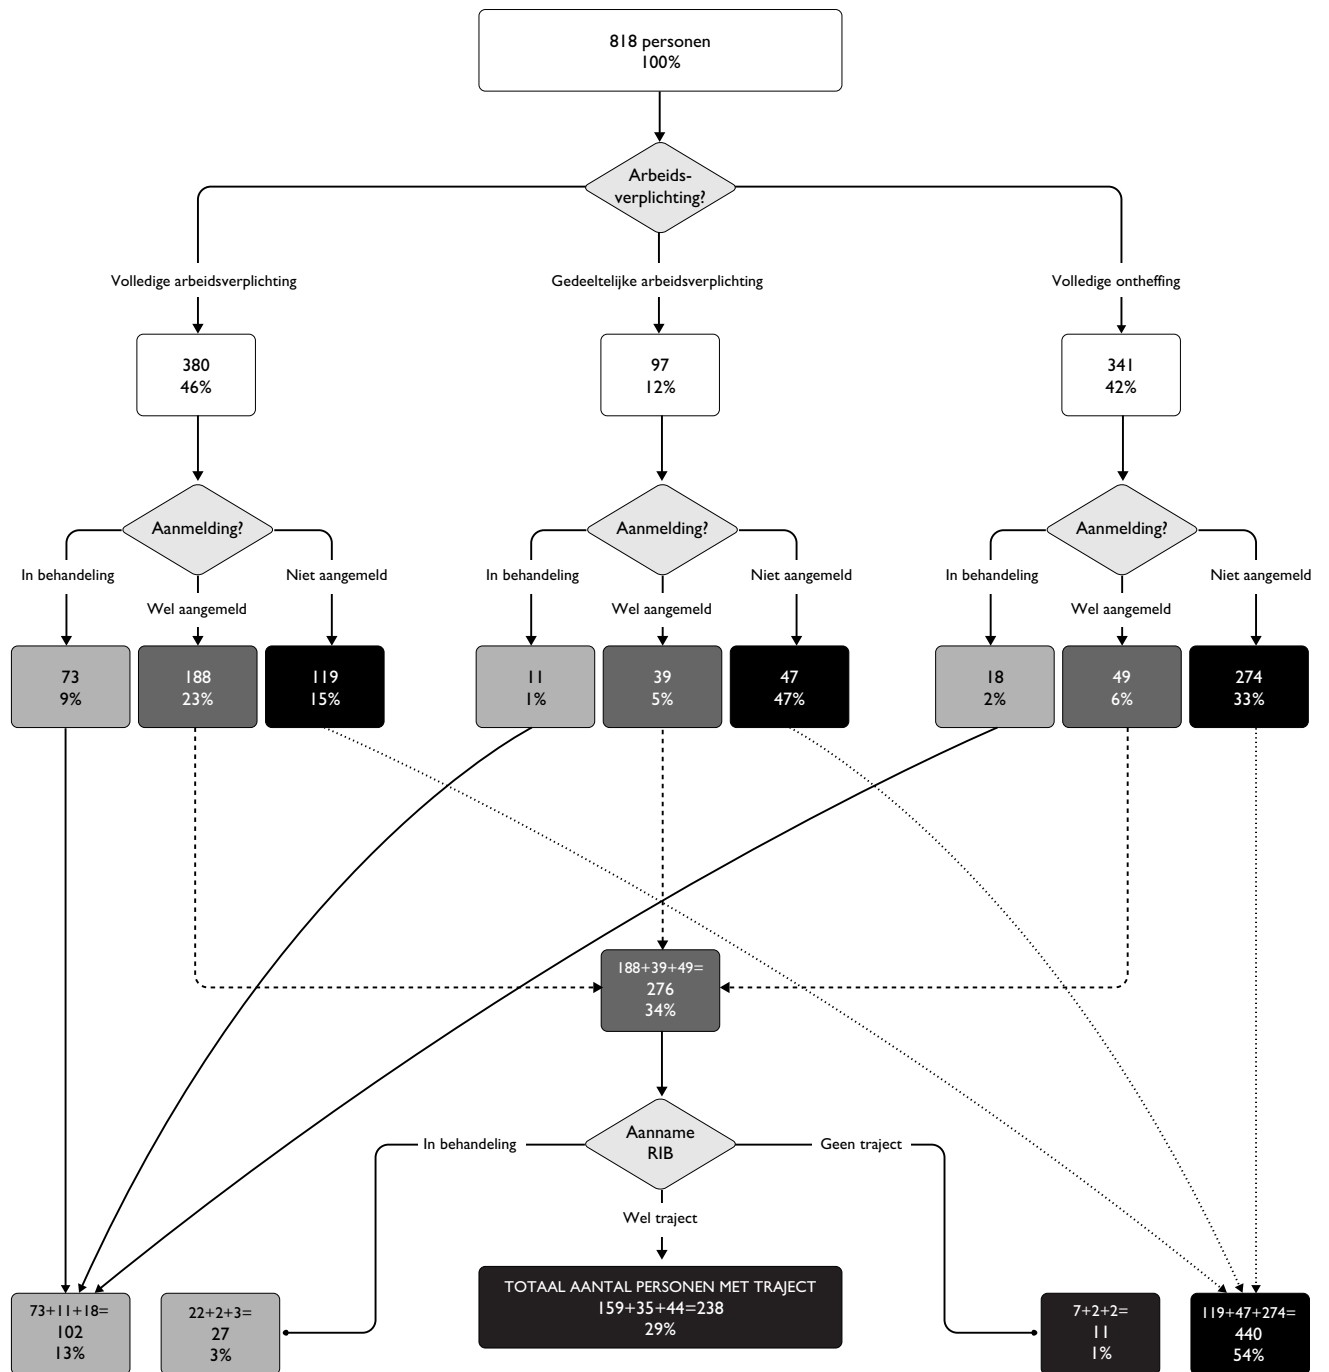 818 personen
100%
Arbeids-
verplichting?
Volledige arbeidsverplichting
Gedeeltelijke arbeidsverplichting
Volledige ontheffing
380
46%
97
12%
341
42%
Aanmelding?
Aanmelding?
Aanmelding?
In behandeling
Niet aangemeld
In behandeling
Niet aangemeld
In behandeling
Niet aangemeld
Wel aangemeld
Wel aangemeld
Wel aangemeld
73
9%
188
23%
119
15%
11
1%
39
5%
47
47%
18
2%
49
6%
274
33%
188+39+49=
276
34%
Aanname
RIB
In behandeling
Geen traject
Wel traject
73+11+18=
102
13%
22+2+3=
27
3%
TOTAAL AANTAL PERSONEN MET TRAJECT
159+35+44=238
29%
7+2+2=
11
1%
119+47+274=
440
54%